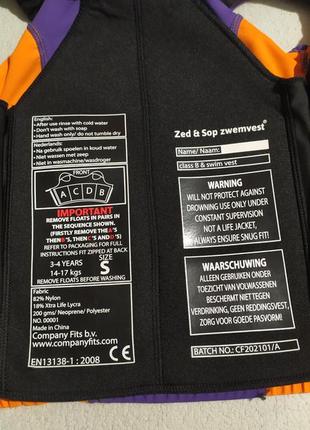 English:
• After use rinse with cold water
• Don't wash with soap
• Hand wash only/ do not tumble dry
Nederlands:
• Na gebruik spoelen in koud water
• Niet wassen met zeep
• Niet in wasmachine/wasdroger
FRONT
A C D B
IMPORTANT
REMOVE FLOATS IN PAIRS IN
THE SEQUENCE SHOWN.
(FIRSTLY REMOVE THE A'S
THEN B'S, THEN C'S AND D'S)
REFER TO PACKAGING FOR FULL
INSTRUCTIONS FIT ZIPPED AT BACK
3-4 YEARS
14-17 kgs
SIZE
S
REMOVE FLOATS BEFORE WASHING
Fabric
82% Nylon
18% Xtra Life Lycra
200 gms/ Neoprene/ Polyester
NO. 00001
Made in China
Company Fits b.v.
www.companyfits.com
EN13138-1 : 2008
Zed & Sop zwemvest®
Name/ Naam:
class B & swim vest
WARNING
WILL NOT PROTECT AGAINST
DROWNING USE ONLY UNDER
CONSTANT SUPERVISION
NOT A LIFE JACKET,
ALWAYS ENSURE SNUG FIT!
WAARSCHUWING
ALLEEN GEBRUIKEN ONDER
TOEZICHT VAN VOLWASSENEN
BESCHERMT NIET TEGEN
VERDRINKING, GEEN REDDINGSVEST,
ZORG VOOR GOEDE PASVORM!
BATCH NO.: CF202101/A